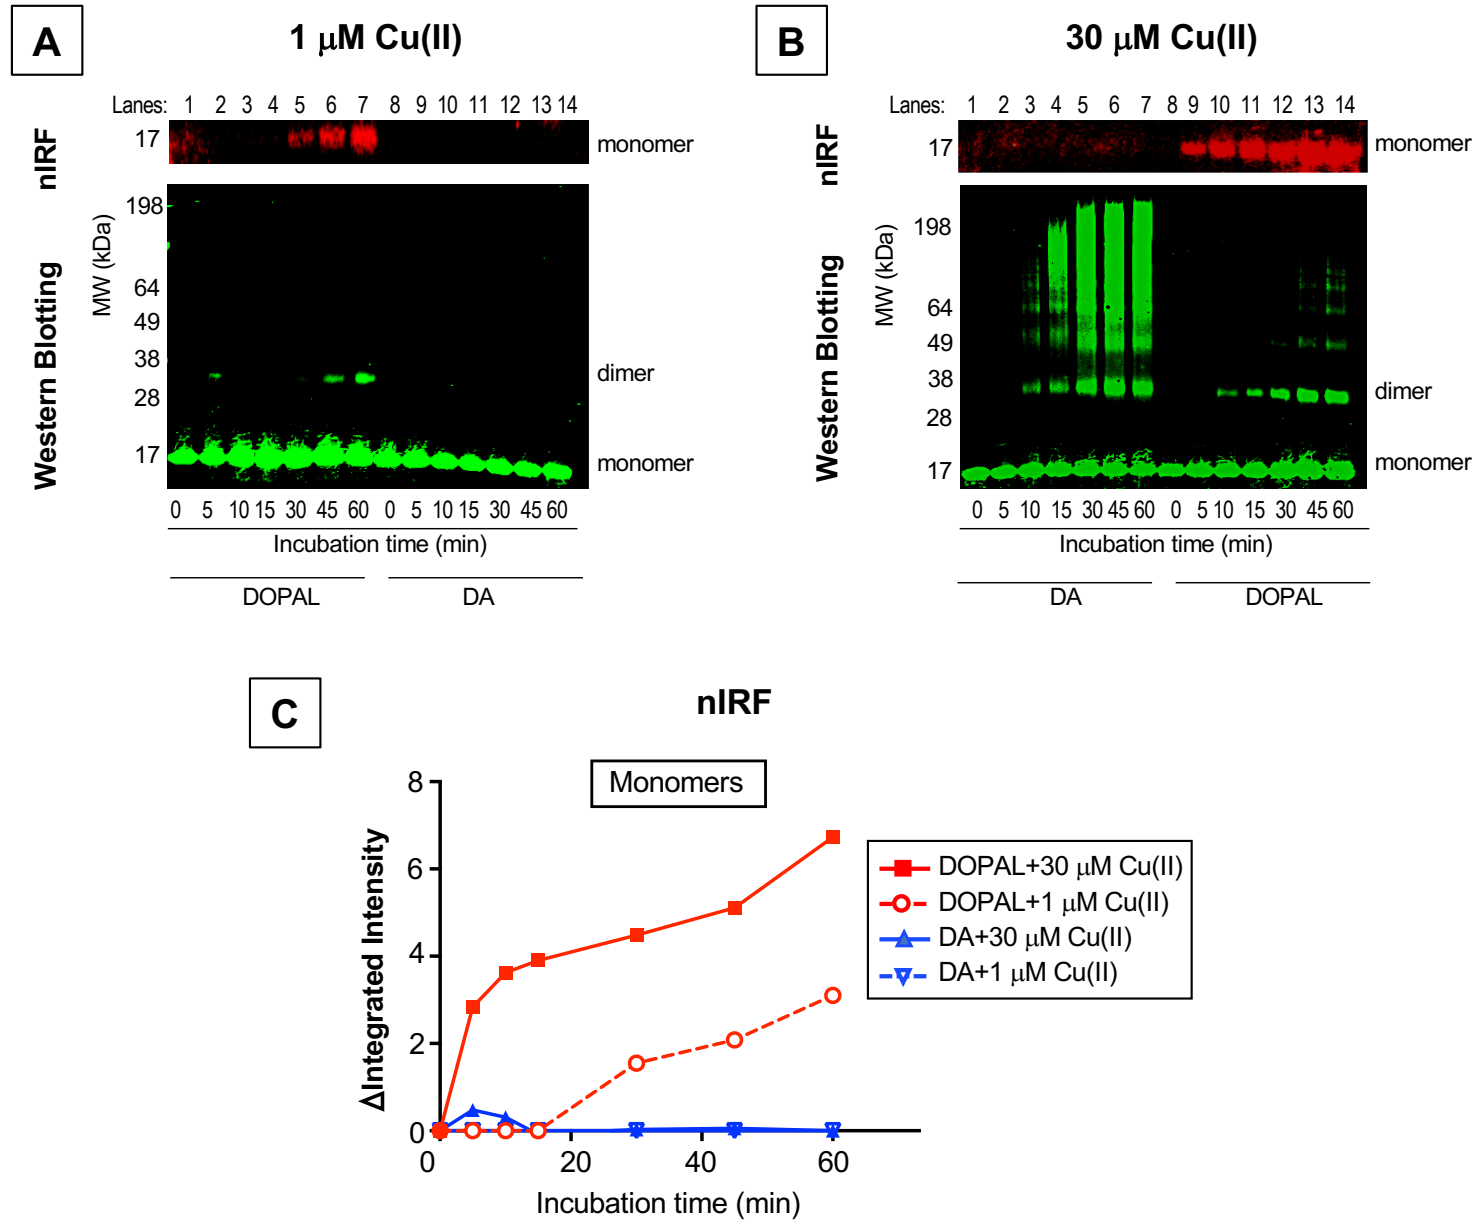 A
1 μM Cu(II)
Lanes: 1 2 3 4 5 6 7 8 9 10 11 12 13 14
nIRF
17
monomer
Western Blotting
MW (kDa)
198
64
49
38
28
17
dimer
monomer
0 5 10 15 30 45 60 0 5 10 15 30 45 60
Incubation time (min)
DOPAL
DA
B
30 μM Cu(II)
Lanes: 1 2 3 4 5 6 7 8 9 10 11 12 13 14
nIRF
17
monomer
Western Blotting
MW (kDa)
198
64
49
38
28
17
dimer
monomer
0 5 10 15 30 45 60 0 5 10 15 30 45 60
Incubation time (min)
DA
DOPAL
C
nIRF
Monomers
ΔIntegrated Intensity
8
6
4
2
0
0 20 40 60
Incubation time (min)
DOPAL+30 μM Cu(II)
DOPAL+1 μM Cu(II)
DA+30 μM Cu(II)
DA+1 μM Cu(II)